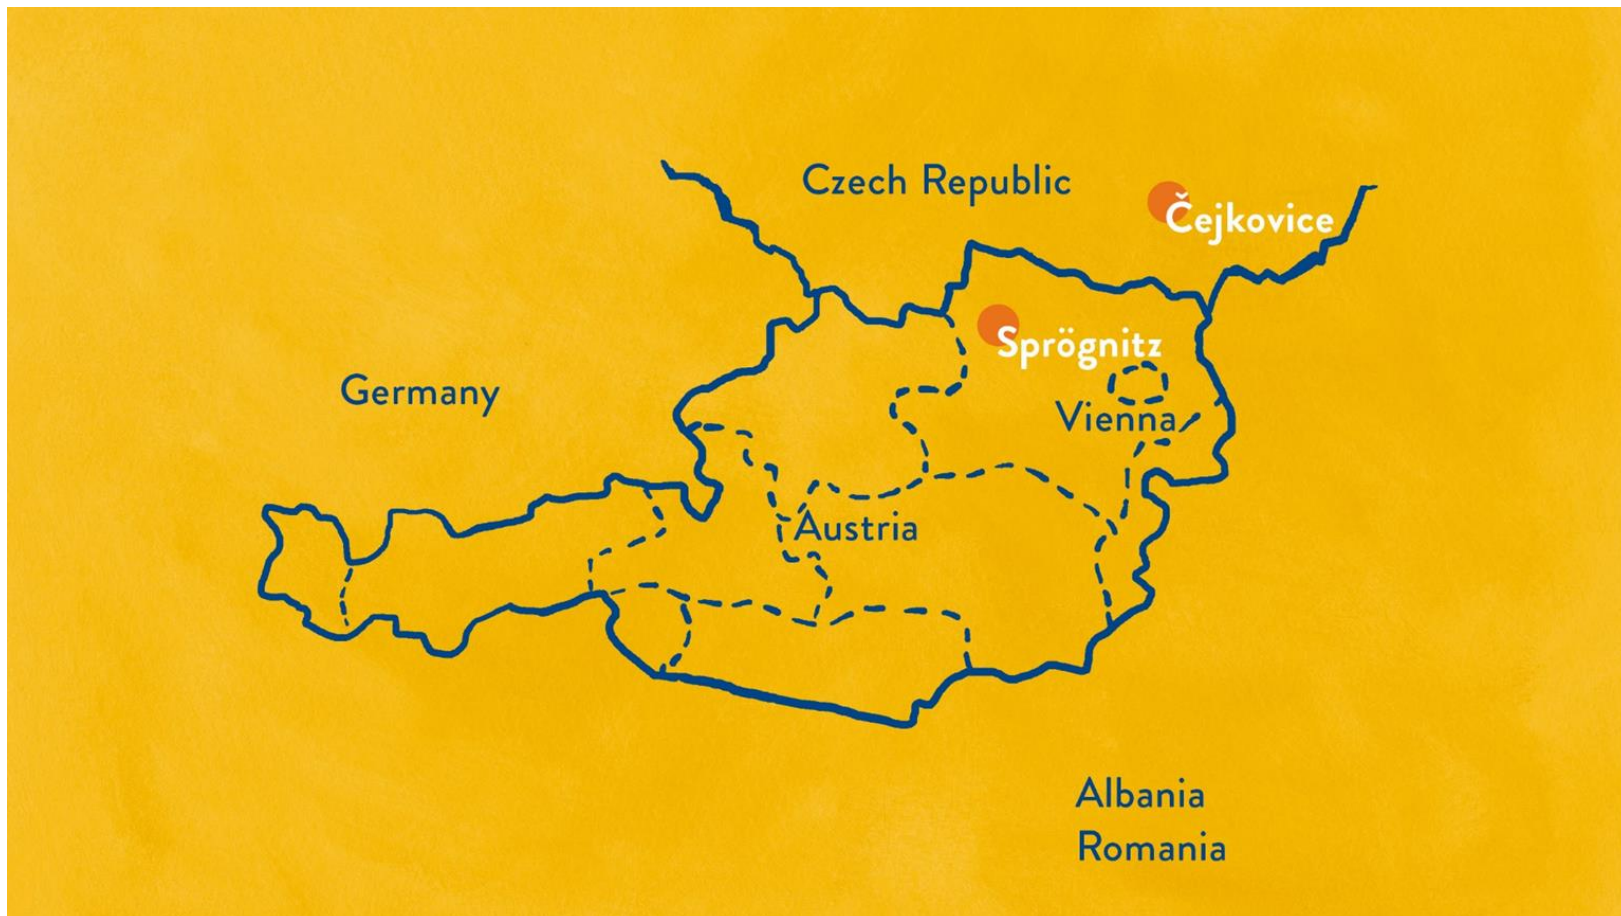 Czech Republic
Čejkovice
Sprögnitz
Germany
Vienna
Austria
Albania
Romania